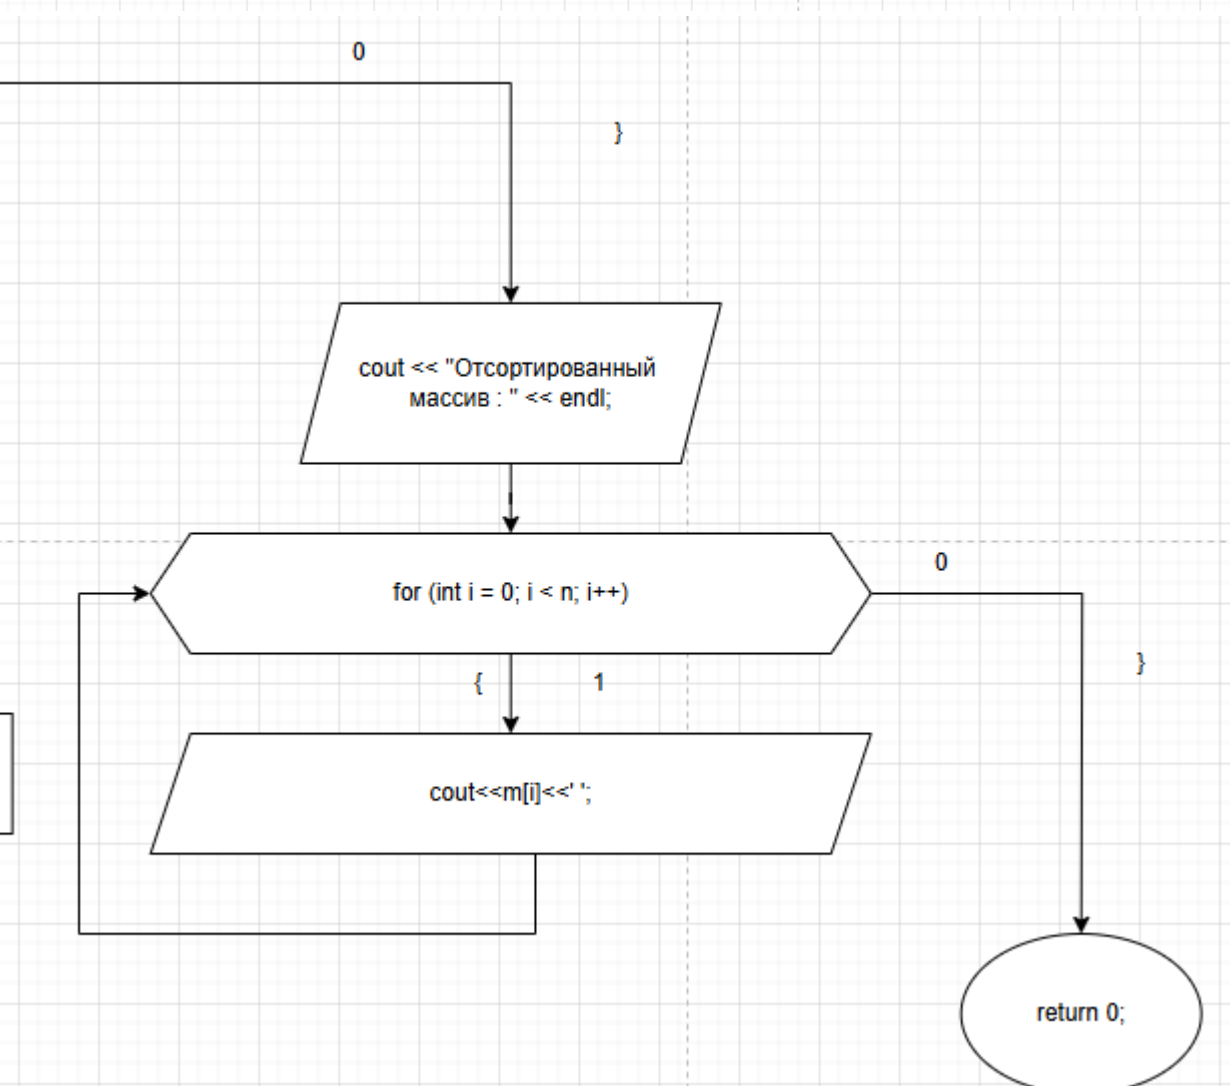 0
}
cout << "Отсортированный
массив : " << endl;
for (int i = 0; i < n; i++)
0
{ 1
}
cout<<m[i]<<' ';
return 0;